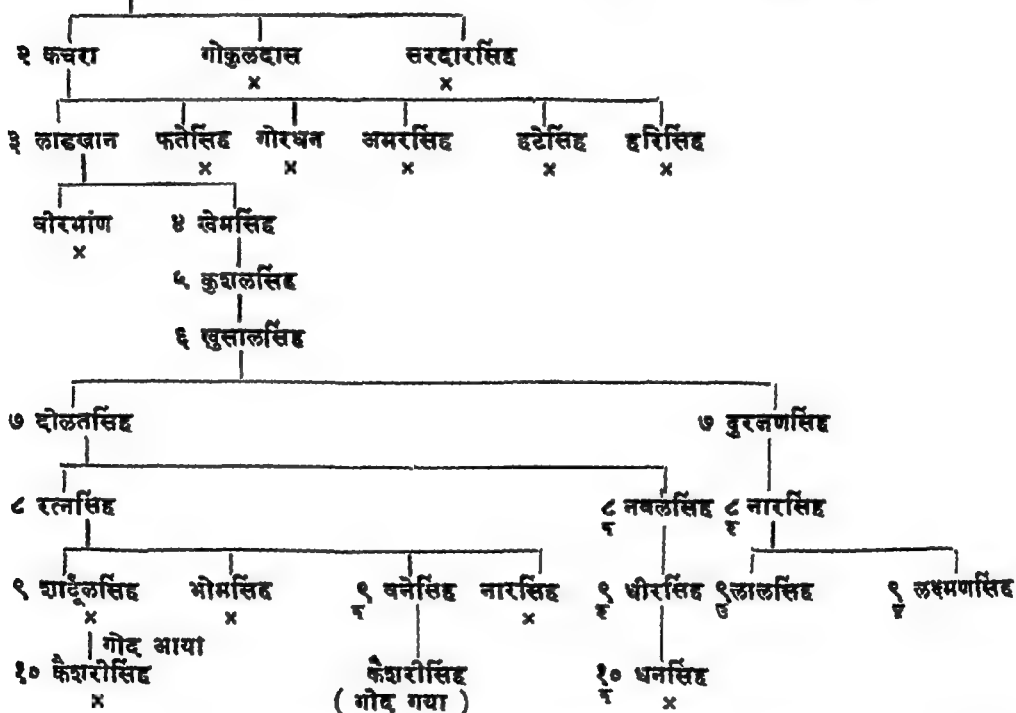 २ कचरा गोकुलदास सरदारसिंह
× ×
३ लाडखान फतेसिंह गोरधन अमरसिंह हटेसिंह हरिसिंह
× × × × ×
वीरभांण ४ खेमसिंह
×
५ कुशलसिंह
६ खुसालसिंह
७ दोलतसिंह ७ दुरजणसिंह
८ रत्नसिंह ८ नवलसिंह ८ नारसिंह
९ शार्दूलसिंह भोमसिंह ९ वनेसिंह नारसिंह ९ धीरसिंह ९ लालसिंह ९ लक्ष्मणसिंह
× × ×
गोद आया
१० कैशरीसिंह कैशरीसिंह १० धनसिंह
× ( गोद गया ) ×